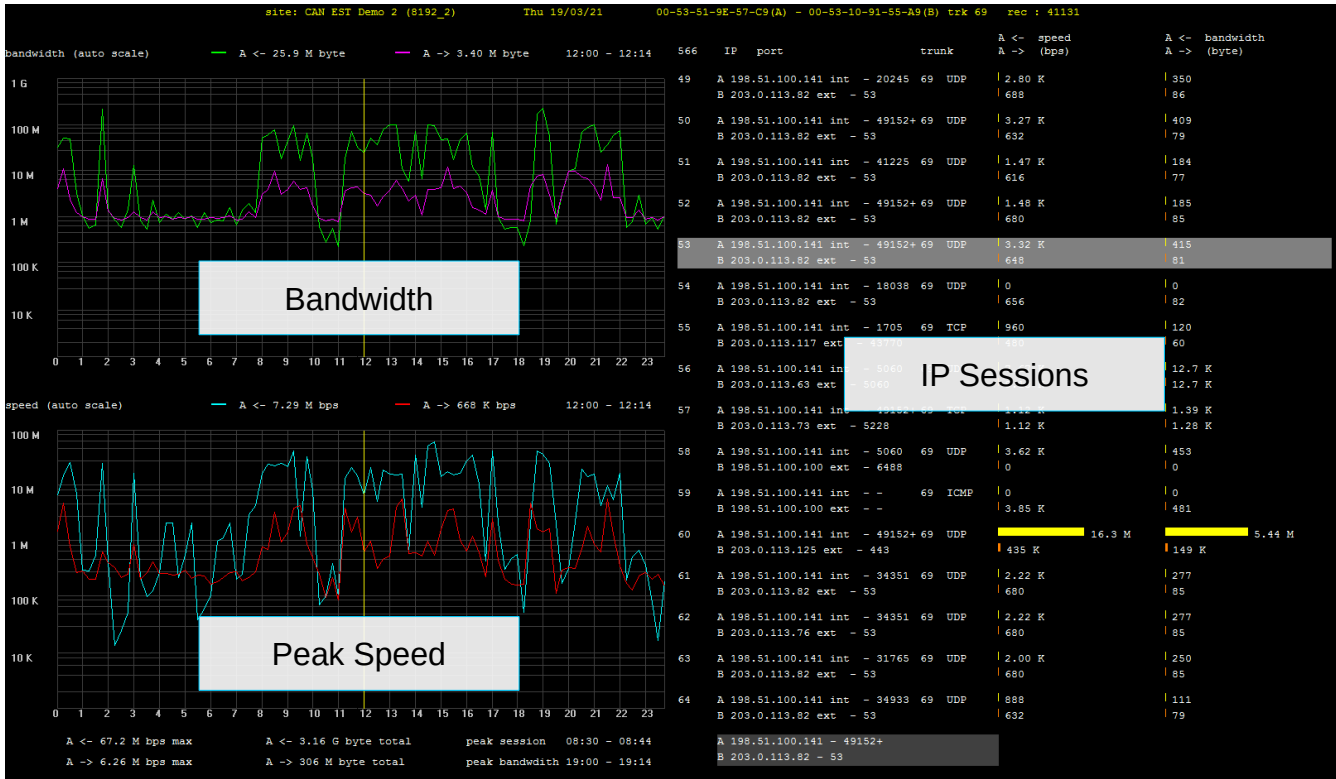 site: CAN EST Demo 2 (8192_2) Thu 19/03/21 00-53-51-9E-57-C9(A) - 00-53-10-91-55-A9(B) trk 69 rec : 41131
bandwidth (auto scale) A <- 25.9 M byte A -> 3.40 M byte 12:00 - 12:14
1 G
100 M
10 M
1 M
100 K
10 K
Bandwidth
0 1 2 3 4 5 6 7 8 9 10 11 12 13 14 15 16 17 18 19 20 21 22 23
speed (auto scale) A <- 7.29 M bps A -> 668 K bps 12:00 - 12:14
100 M
10 M
1 M
100 K
10 K
Peak Speed
0 1 2 3 4 5 6 7 8 9 10 11 12 13 14 15 16 17 18 19 20 21 22 23
A <- 67.2 M bps max A <- 3.16 G byte total peak session 08:30 - 08:44
A -> 6.26 M bps max A -> 306 M byte total peak bandwdith 19:00 - 19:14
A <- speed A <- bandwidth
566 IP port trunk A -> (bps) A -> (byte)
49 A 198.51.100.141 int - 20245 69 UDP 2.80 K 350
B 203.0.113.82 ext - 53 688 86
50 A 198.51.100.141 int - 49152+ 69 UDP 3.27 K 409
B 203.0.113.82 ext - 53 632 79
51 A 198.51.100.141 int - 41225 69 UDP 1.47 K 184
B 203.0.113.82 ext - 53 616 77
52 A 198.51.100.141 int - 49152+ 69 UDP 1.48 K 185
B 203.0.113.82 ext - 53 680 85
53 A 198.51.100.141 int - 49152+ 69 UDP 3.32 K 415
B 203.0.113.82 ext - 53 648 81
54 A 198.51.100.141 int - 18038 69 UDP 0 0
B 203.0.113.82 ext - 53 656 82
55 A 198.51.100.141 int - 1705 69 TCP 960 120
B 203.0.113.117 ext 60
56 A 198.51.100.141 in 12.7 K
B 203.0.113.63 ext 12.7 K
IP Sessions
57 A 198.51.100.141 in 1.39 K
B 203.0.113.73 ext - 5228 1.12 K 1.28 K
58 A 198.51.100.141 int - 5060 69 UDP 3.62 K 453
B 198.51.100.100 ext - 6488 0 0
59 A 198.51.100.141 int - - 69 ICMP 0 0
B 198.51.100.100 ext - - 3.85 K 481
60 A 198.51.100.141 int - 49152+ 69 UDP 16.3 M 5.44 M
B 203.0.113.125 ext - 443 435 K 149 K
61 A 198.51.100.141 int - 34351 69 UDP 2.22 K 277
B 203.0.113.82 ext - 53 680 85
62 A 198.51.100.141 int - 34351 69 UDP 2.22 K 277
B 203.0.113.76 ext - 53 680 85
63 A 198.51.100.141 int - 31765 69 UDP 2.00 K 250
B 203.0.113.82 ext - 53 680 85
64 A 198.51.100.141 int - 34933 69 UDP 888 111
B 203.0.113.82 ext - 53 632 79
A 198.51.100.141 - 49152+
B 203.0.113.82 - 53